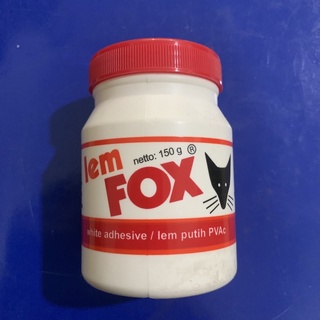 lem
netto: 150 g ®
FOX
white adhesive / lem putih PVAc